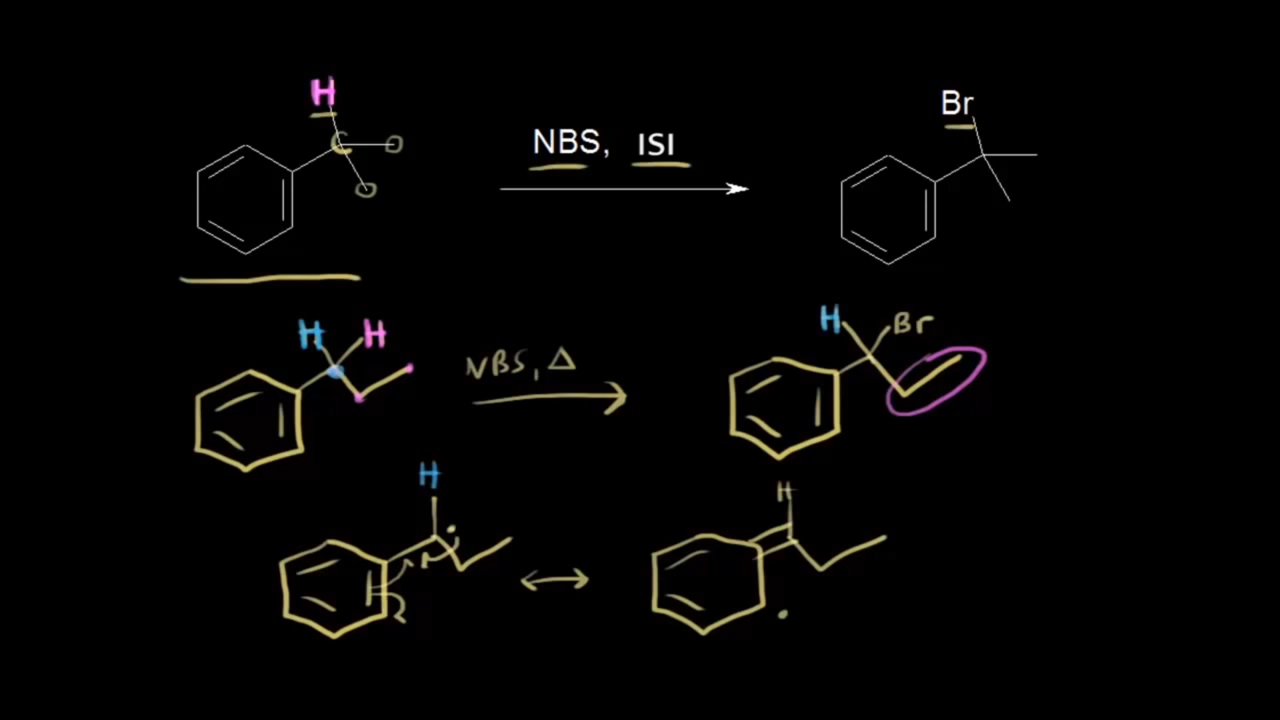 H
C
NBS, ISI
Br
H H
NBS, Δ
H Br
H
H